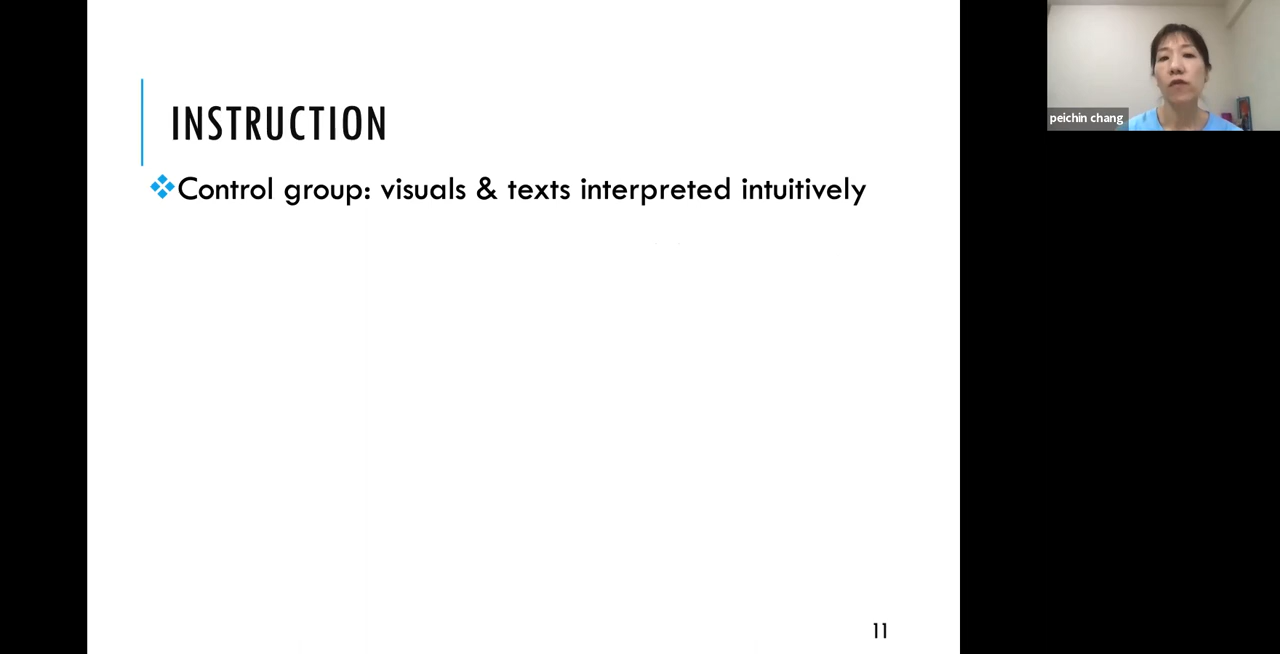 INSTRUCTION
Control group: visuals & texts interpreted intuitively
11
peichin chang